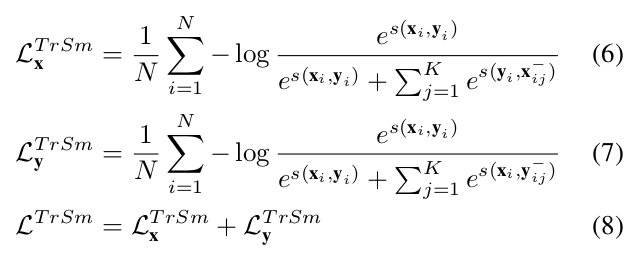 $$\mathcal{L}_{\mathbf{x}}^{TrSm} = \frac{1}{N} \sum_{i=1}^{N} -\log \frac{e^{s(\mathbf{x}_i, \mathbf{y}_i)}}{e^{s(\mathbf{x}_i, \mathbf{y}_i)} + \sum_{j=1}^{K} e^{s(\mathbf{y}_i, \mathbf{x}_{ij}^{-})}} \quad (6)$$
$$\mathcal{L}_{\mathbf{y}}^{TrSm} = \frac{1}{N} \sum_{i=1}^{N} -\log \frac{e^{s(\mathbf{x}_i, \mathbf{y}_i)}}{e^{s(\mathbf{x}_i, \mathbf{y}_i)} + \sum_{j=1}^{K} e^{s(\mathbf{x}_i, \mathbf{y}_{ij}^{-})}} \quad (7)$$
$$\mathcal{L}^{TrSm} = \mathcal{L}_{\mathbf{x}}^{TrSm} + \mathcal{L}_{\mathbf{y}}^{TrSm} \quad (8)$$